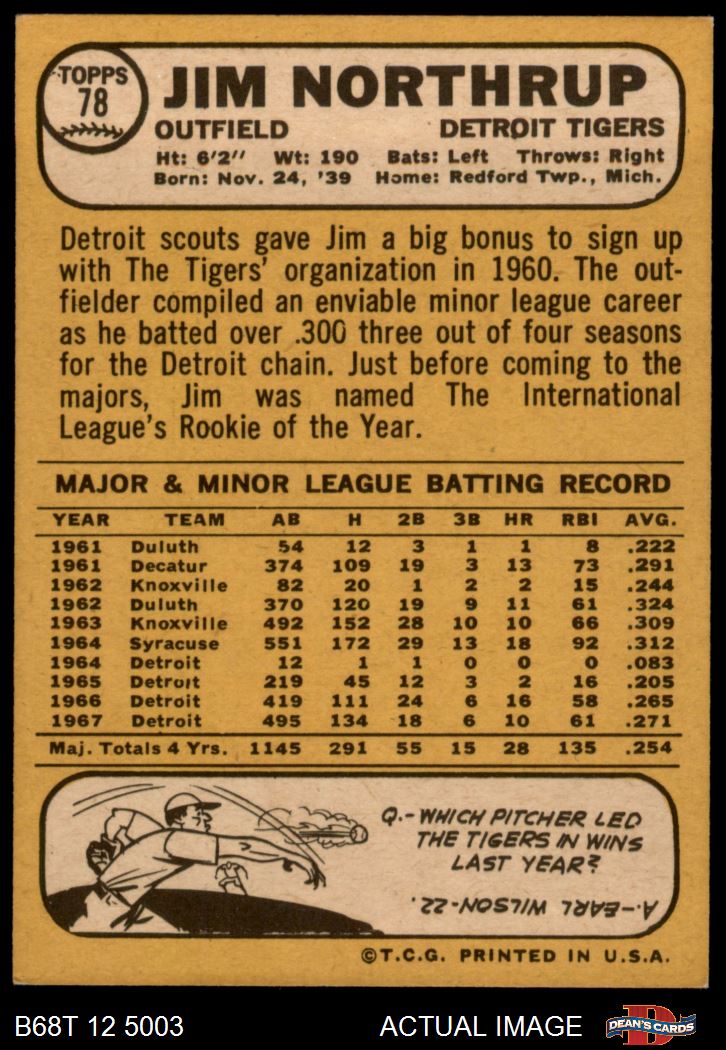 TOPPS
78
JIM NORTHRUP
OUTFIELD DETROIT TIGERS
Ht: 6'2" Wt: 190 Bats: Left Throws: Right
Born: Nov. 24, '39 Home: Redford Twp., Mich.
Detroit scouts gave Jim a big bonus to sign up
with The Tigers' organization in 1960. The out-
fielder compiled an enviable minor league career
as he batted over .300 three out of four seasons
for the Detroit chain. Just before coming to the
majors, Jim was named The International
League's Rookie of the Year.
MAJOR & MINOR LEAGUE BATTING RECORD
YEAR TEAM AB H 2B 3B HR RBI AVG.
1961 Duluth 54 12 3 1 1 8 .222
1961 Decatur 374 109 19 3 13 73 .291
1962 Knoxville 82 20 1 2 2 15 .244
1962 Duluth 370 120 19 9 11 61 .324
1963 Knoxville 492 152 28 10 10 66 .309
1964 Syracuse 551 172 29 13 18 92 .312
1964 Detroit 12 1 1 0 0 0 .083
1965 Detroit 219 45 12 3 2 16 .205
1966 Detroit 419 111 24 6 16 58 .265
1967 Detroit 495 134 18 6 10 61 .271
Maj. Totals 4 Yrs. 1145 291 55 15 28 135 .254
Q.-WHICH PITCHER LED
THE TIGERS IN WINS
LAST YEAR?
A-EARL WILSON-22.
©T.C.G. PRINTED IN U.S.A.
B68T 12 5003 ACTUAL IMAGE
D
DEAN'S CARDS